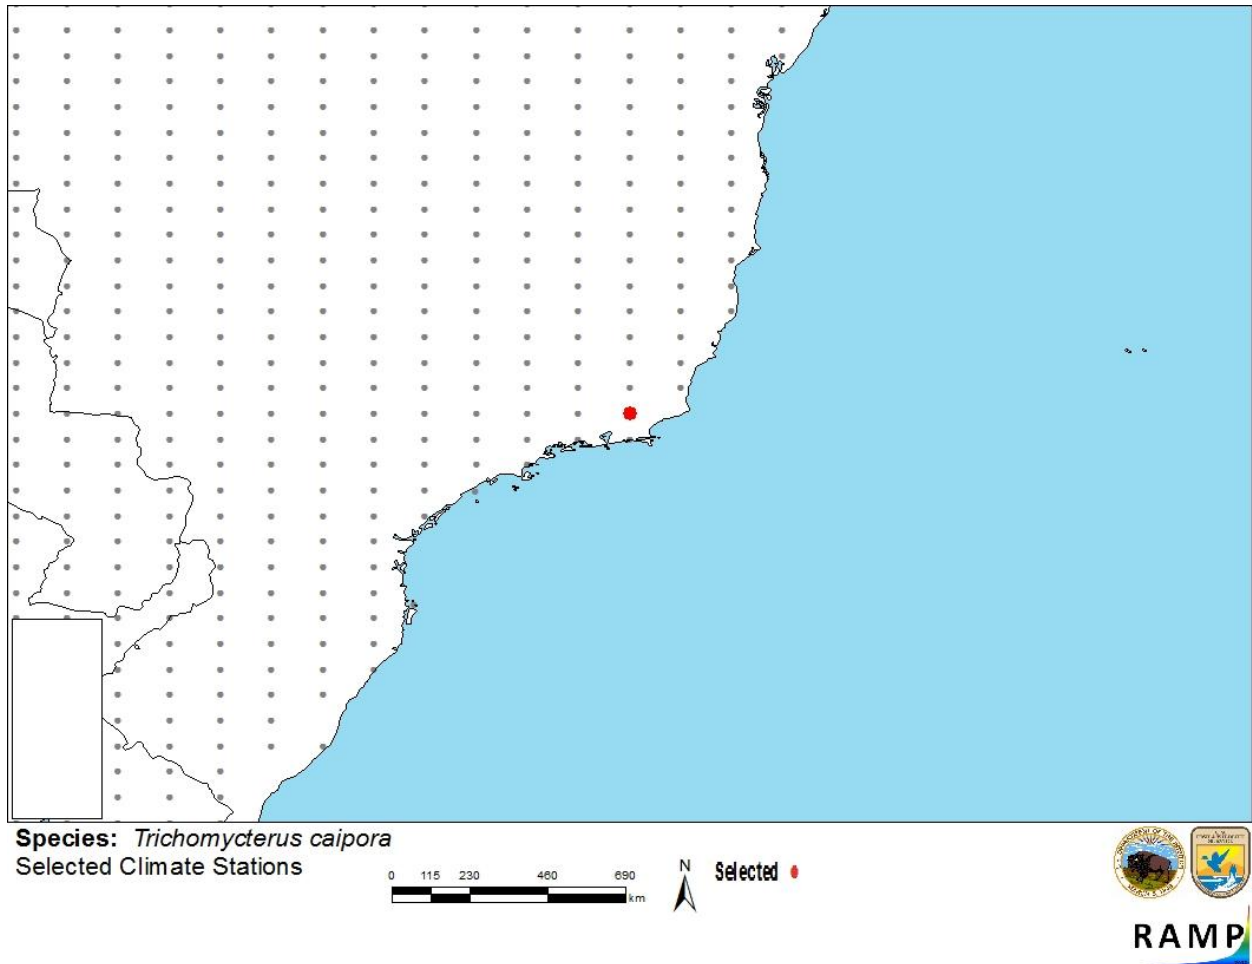 Species: Trichomycterus caipora
Selected Climate Stations
0 115 230 460 690
km
N
Selected
RAMP